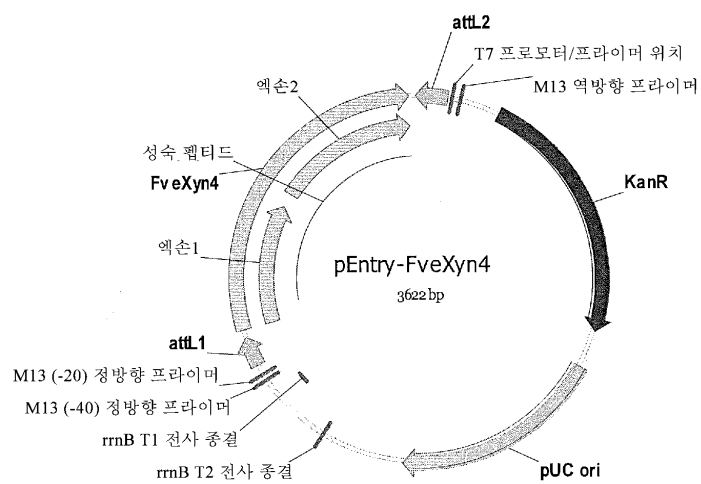 attL2
T7 프로모터/프라이머 위치
M13 역방향 프라이머
엑손2
성숙 펩티드
FveXyn4
KanR
엑손1
pEntry-FveXyn4
3622 bp
attL1
M13 (-20) 정방향 프라이머
M13 (-40) 정방향 프라이머
rrnB T1 전사 종결
rrnB T2 전사 종결
pUC ori